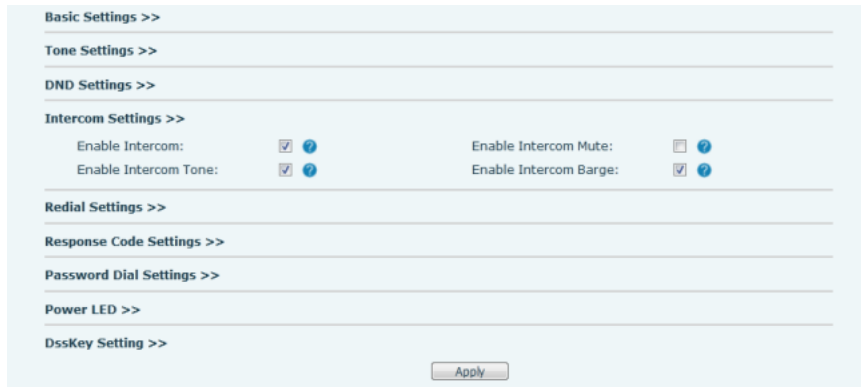 Basic Settings >>
Tone Settings >>
DND Settings >>
Intercom Settings >>
Enable Intercom: ? Enable Intercom Mute: ?
Enable Intercom Tone: ? Enable Intercom Barge: ?
Redial Settings >>
Response Code Settings >>
Password Dial Settings >>
Power LED >>
DssKey Setting >>
Apply